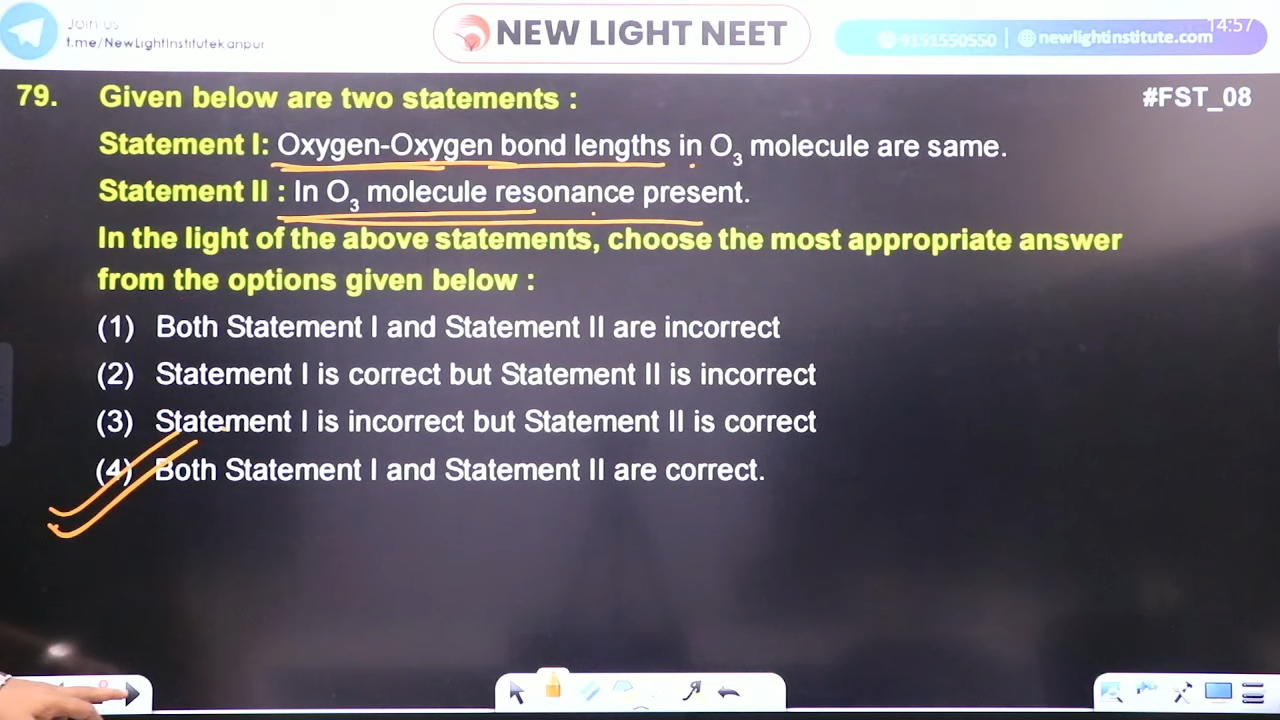 Join us
t.me/NewLightInstitutekanpur
NEW LIGHT NEET
9151550550 | newlightinstitute.com
14:57
79. Given below are two statements :
#FST_08
Statement I: Oxygen-Oxygen bond lengths in O₃ molecule are same.
Statement II : In O₃ molecule resonance present.
In the light of the above statements, choose the most appropriate answer
from the options given below :
(1) Both Statement I and Statement II are incorrect
(2) Statement I is correct but Statement II is incorrect
(3) Statement I is incorrect but Statement II is correct
(4) Both Statement I and Statement II are correct.